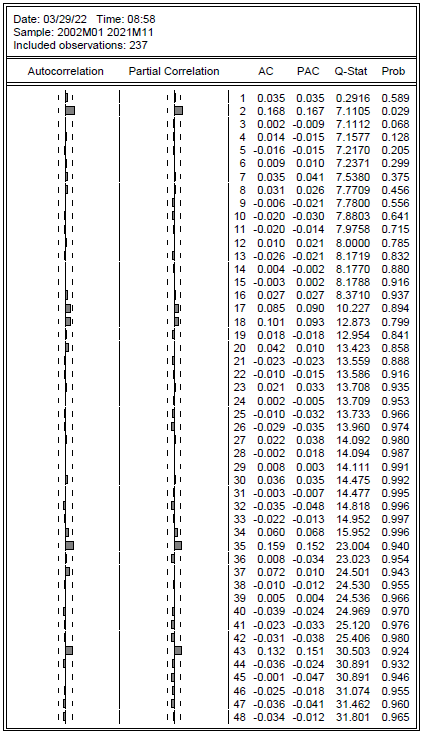 Date: 03/29/22 Time: 08:58
Sample: 2002M01 2021M11
Included observations: 237
Autocorrelation Partial Correlation AC PAC Q-Stat Prob
1 0.035 0.035 0.2916 0.589
2 0.168 0.167 7.1105 0.029
3 0.002 -0.009 7.1112 0.068
4 0.014 -0.015 7.1577 0.128
5 -0.016 -0.015 7.2170 0.205
6 0.009 0.010 7.2371 0.299
7 0.035 0.041 7.5380 0.375
8 0.031 0.026 7.7709 0.456
9 -0.006 -0.021 7.7800 0.556
10 -0.020 -0.030 7.8803 0.641
11 -0.020 -0.014 7.9758 0.715
12 0.010 0.021 8.0000 0.785
13 -0.026 -0.021 8.1719 0.832
14 0.004 -0.002 8.1770 0.880
15 -0.003 0.002 8.1788 0.916
16 0.027 0.027 8.3710 0.937
17 0.085 0.090 10.227 0.894
18 0.101 0.093 12.873 0.799
19 0.018 -0.018 12.954 0.841
20 0.042 0.010 13.423 0.858
21 -0.023 -0.023 13.559 0.888
22 -0.010 -0.015 13.586 0.916
23 0.021 0.033 13.708 0.935
24 0.002 -0.005 13.709 0.953
25 -0.010 -0.032 13.733 0.966
26 -0.029 -0.035 13.960 0.974
27 0.022 0.038 14.092 0.980
28 -0.002 0.018 14.094 0.987
29 0.008 0.003 14.111 0.991
30 0.036 0.035 14.475 0.992
31 -0.003 -0.007 14.477 0.995
32 -0.035 -0.048 14.818 0.996
33 -0.022 -0.013 14.952 0.997
34 0.060 0.068 15.952 0.996
35 0.159 0.152 23.004 0.940
36 0.008 -0.034 23.023 0.954
37 0.072 0.010 24.501 0.943
38 -0.010 -0.012 24.530 0.955
39 0.005 0.004 24.536 0.966
40 -0.039 -0.024 24.969 0.970
41 -0.023 -0.033 25.120 0.976
42 -0.031 -0.038 25.406 0.980
43 0.132 0.151 30.503 0.924
44 -0.036 -0.024 30.891 0.932
45 -0.001 -0.047 30.891 0.946
46 -0.025 -0.018 31.074 0.955
47 -0.036 -0.041 31.462 0.960
48 -0.034 -0.012 31.801 0.965